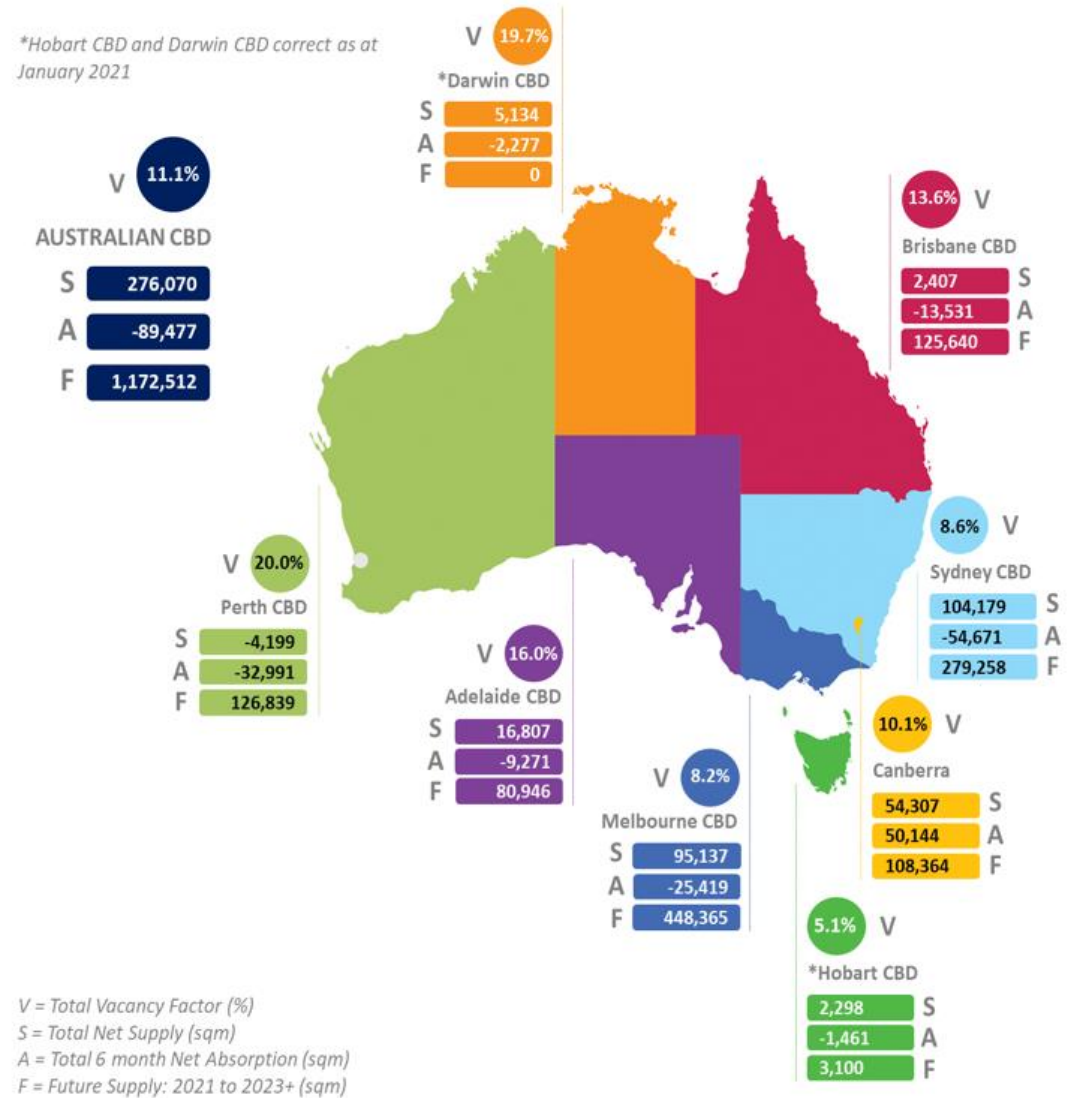 *Hobart CBD and Darwin CBD correct as at
January 2021
V 19.7%
*Darwin CBD
S 5,134
A -2,277
F 0
V 11.1%
AUSTRALIAN CBD
S 276,070
A -89,477
F 1,172,512
13.6% V
Brisbane CBD
2,407 S
-13,531 A
125,640 F
8.6% V
Sydney CBD
104,179 S
-54,671 A
279,258 F
V 20.0%
Perth CBD
S -4,199
A -32,991
F 126,839
V 16.0%
Adelaide CBD
S 16,807
A -9,271
F 80,946
V 8.2%
Melbourne CBD
S 95,137
A -25,419
F 448,365
10.1% V
Canberra
54,307 S
50,144 A
108,364 F
5.1% V
*Hobart CBD
2,298 S
-1,461 A
3,100 F
V = Total Vacancy Factor (%)
S = Total Net Supply (sqm)
A = Total 6 month Net Absorption (sqm)
F = Future Supply: 2021 to 2023+ (sqm)